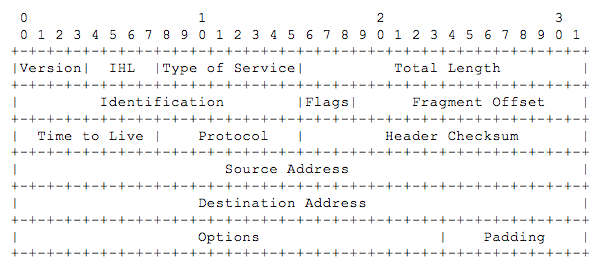 0                   1                   2                   3
0 1 2 3 4 5 6 7 8 9 0 1 2 3 4 5 6 7 8 9 0 1 2 3 4 5 6 7 8 9 0 1
+-+-+-+-+-+-+-+-+-+-+-+-+-+-+-+-+-+-+-+-+-+-+-+-+-+-+-+-+-+-+-+-+
|Version|  IHL  |Type of Service|          Total Length         |
+-+-+-+-+-+-+-+-+-+-+-+-+-+-+-+-+-+-+-+-+-+-+-+-+-+-+-+-+-+-+-+-+
|         Identification        |Flags|      Fragment Offset    |
+-+-+-+-+-+-+-+-+-+-+-+-+-+-+-+-+-+-+-+-+-+-+-+-+-+-+-+-+-+-+-+-+
|  Time to Live |    Protocol   |         Header Checksum       |
+-+-+-+-+-+-+-+-+-+-+-+-+-+-+-+-+-+-+-+-+-+-+-+-+-+-+-+-+-+-+-+-+
|                       Source Address                          |
+-+-+-+-+-+-+-+-+-+-+-+-+-+-+-+-+-+-+-+-+-+-+-+-+-+-+-+-+-+-+-+-+
|                    Destination Address                        |
+-+-+-+-+-+-+-+-+-+-+-+-+-+-+-+-+-+-+-+-+-+-+-+-+-+-+-+-+-+-+-+-+
|                    Options                    |    Padding    |
+-+-+-+-+-+-+-+-+-+-+-+-+-+-+-+-+-+-+-+-+-+-+-+-+-+-+-+-+-+-+-+-+